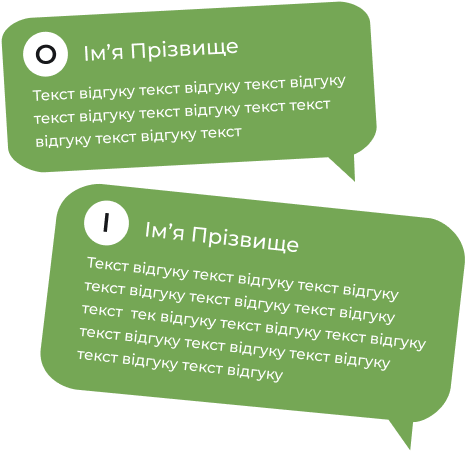 О
Ім’я Прізвище
Текст відгуку текст відгуку текст відгуку
текст відгуку текст відгуку текст текст
відгуку текст відгуку текст
І
Ім’я Прізвище
Текст відгуку текст відгуку текст відгуку
текст відгуку текст відгуку текст відгуку
текст  тек відгуку текст відгуку текст відгуку
текст відгуку текст відгуку текст відгуку
текст відгуку текст відгуку